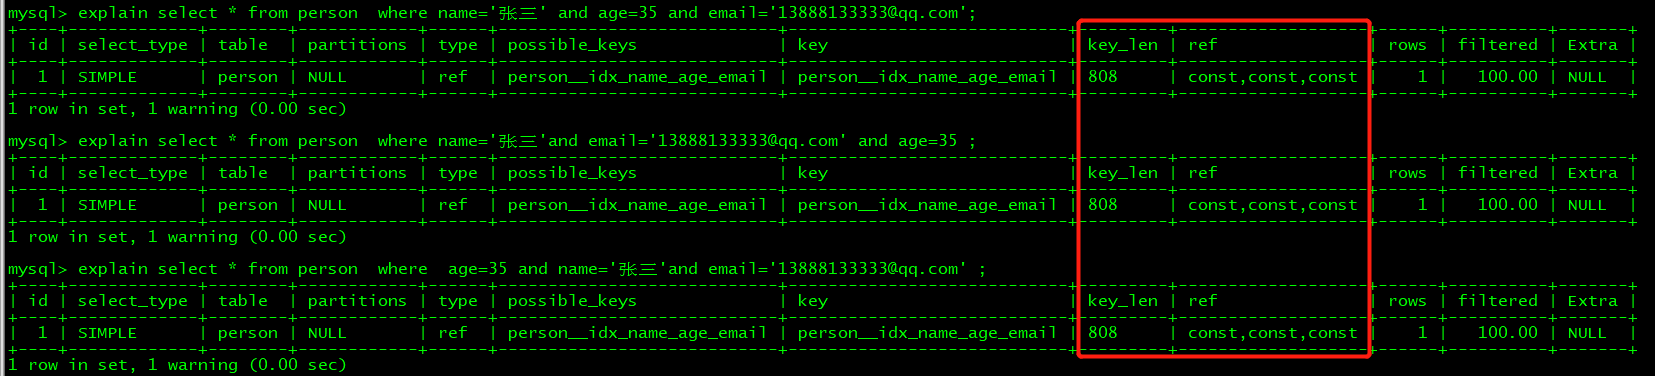 mysql> explain select * from person  where name='张三' and age=35 and email='13888133333@qq.com';
+----+-------------+--------+------------+------+-----------------------------+-----------------------------+---------+-------------------+------+----------+-------+
| id | select_type | table  | partitions | type | possible_keys              | key                        | key_len | ref               | rows | filtered | Extra |
+----+-------------+--------+------------+------+-----------------------------+-----------------------------+---------+-------------------+------+----------+-------+
|  1 | SIMPLE      | person | NULL       | ref  | person__idx_name_age_email | person__idx_name_age_email | 808     | const,const,const |    1 |   100.00 | NULL  |
+----+-------------+--------+------------+------+-----------------------------+-----------------------------+---------+-------------------+------+----------+-------+
1 row in set, 1 warning (0.00 sec)
mysql> explain select * from person  where name='张三'and email='13888133333@qq.com' and age=35 ;
+----+-------------+--------+------------+------+-----------------------------+-----------------------------+---------+-------------------+------+----------+-------+
| id | select_type | table  | partitions | type | possible_keys              | key                        | key_len | ref               | rows | filtered | Extra |
+----+-------------+--------+------------+------+-----------------------------+-----------------------------+---------+-------------------+------+----------+-------+
|  1 | SIMPLE      | person | NULL       | ref  | person__idx_name_age_email | person__idx_name_age_email | 808     | const,const,const |    1 |   100.00 | NULL  |
+----+-------------+--------+------------+------+-----------------------------+-----------------------------+---------+-------------------+------+----------+-------+
1 row in set, 1 warning (0.00 sec)
mysql> explain select * from person  where  age=35 and name='张三'and email='13888133333@qq.com' ;
+----+-------------+--------+------------+------+-----------------------------+-----------------------------+---------+-------------------+------+----------+-------+
| id | select_type | table  | partitions | type | possible_keys              | key                        | key_len | ref               | rows | filtered | Extra |
+----+-------------+--------+------------+------+-----------------------------+-----------------------------+---------+-------------------+------+----------+-------+
|  1 | SIMPLE      | person | NULL       | ref  | person__idx_name_age_email | person__idx_name_age_email | 808     | const,const,const |    1 |   100.00 | NULL  |
+----+-------------+--------+------------+------+-----------------------------+-----------------------------+---------+-------------------+------+----------+-------+
1 row in set, 1 warning (0.00 sec)